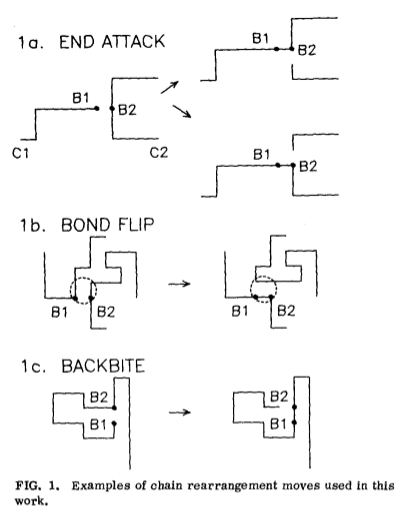 1a. END ATTACK
B1
B2
C1
C2
B1
B2
B1
B2
1b. BOND FLIP
B1
B2
B1
B2
1c. BACKBITE
B2
B1
B2
B1
FIG. 1. Examples of chain rearrangement moves used in this
work.